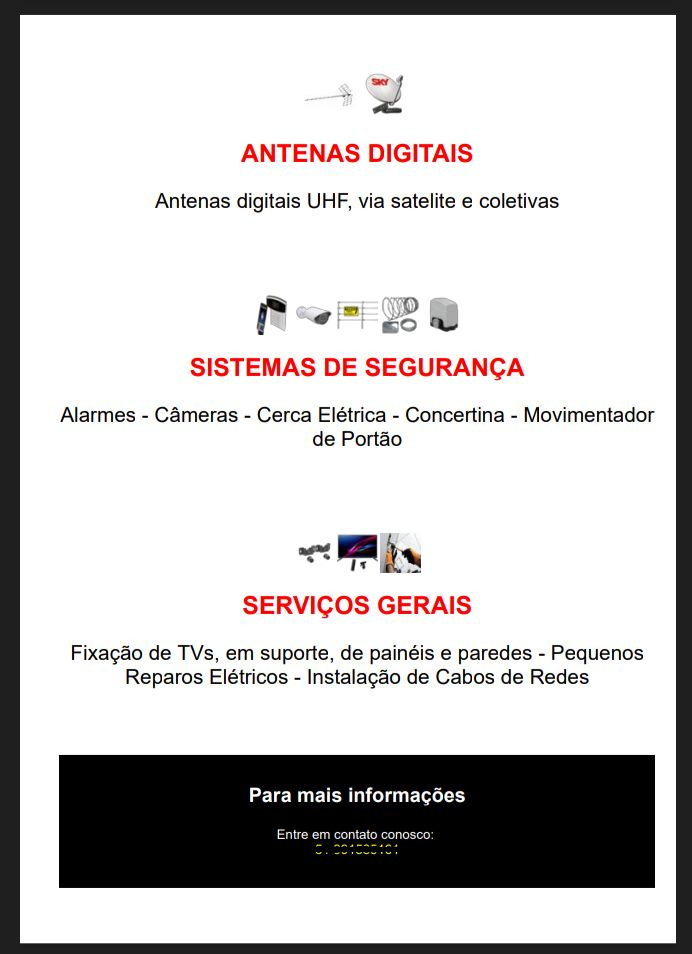 SKY
ANTENAS DIGITAIS
Antenas digitais UHF, via satelite e coletivas
SISTEMAS DE SEGURANÇA
Alarmes - Câmeras - Cerca Elétrica - Concertina - Movimentador
de Portão
SERVIÇOS GERAIS
Fixação de TVs, em suporte, de painéis e paredes - Pequenos
Reparos Elétricos - Instalação de Cabos de Redes
Para mais informações
Entre em contato conosco: